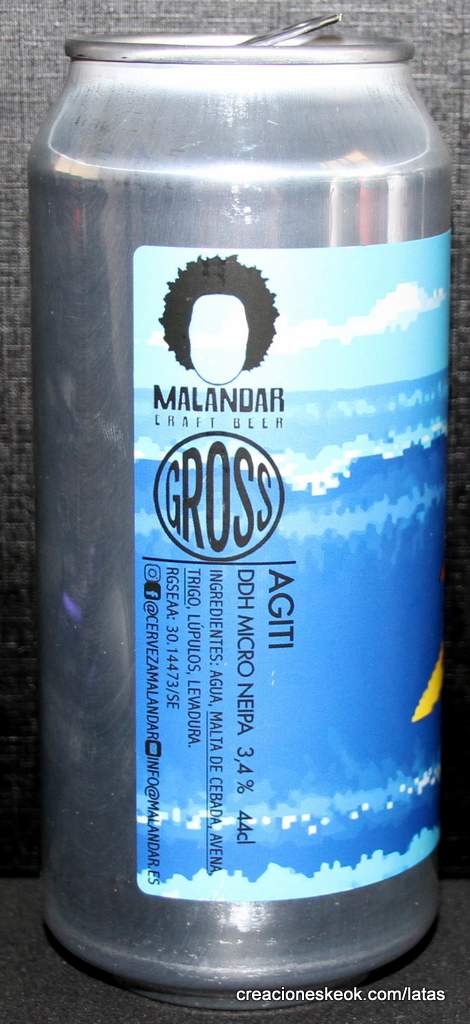 MALANDAR
CRAFT BEER
GROSS
AGITI
DDH MICRO NEIPA 3,4% 44cl
INGREDIENTES: AGUA, MALTA DE CEBADA, AVENA,
TRIGO, LÚPULOS, LEVADURA.
RGSEAA: 30.14473/SE
@CERVEZAMALANDAR INFO@MALANDAR.ES
creacioneskeok.com/latas